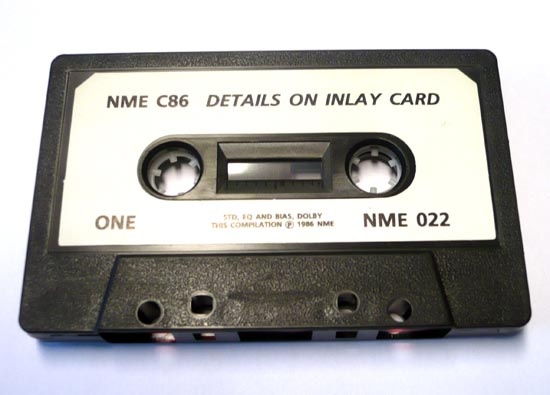 NME C86 DETAILS ON INLAY CARD
ONE
STD, EQ AND BIAS, DOLBY
THIS COMPILATION Ⓟ 1986 NME
NME 022